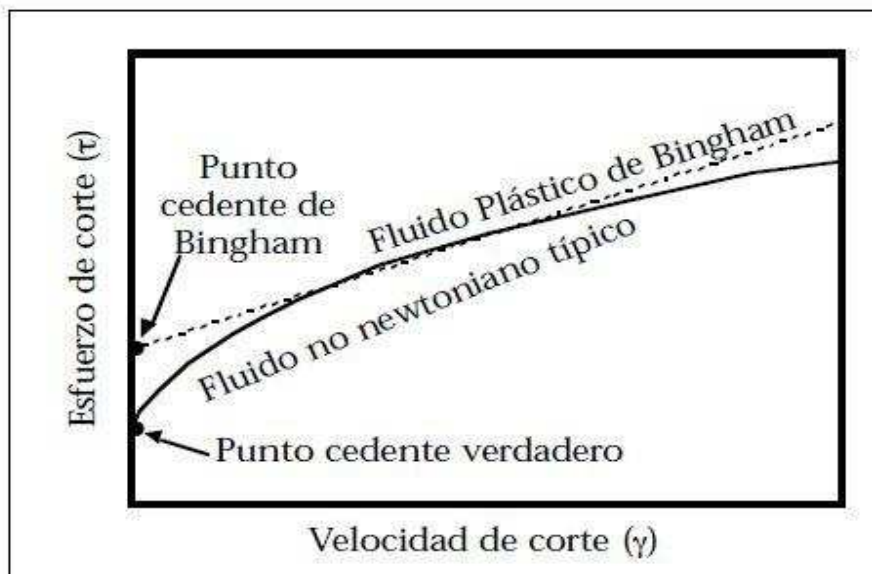 Esfuerzo de corte (τ)
Punto
cedente de
Bingham
Fluido Plástico de Bingham
Fluido no newtoniano típico
Punto cedente verdadero
Velocidad de corte (γ)